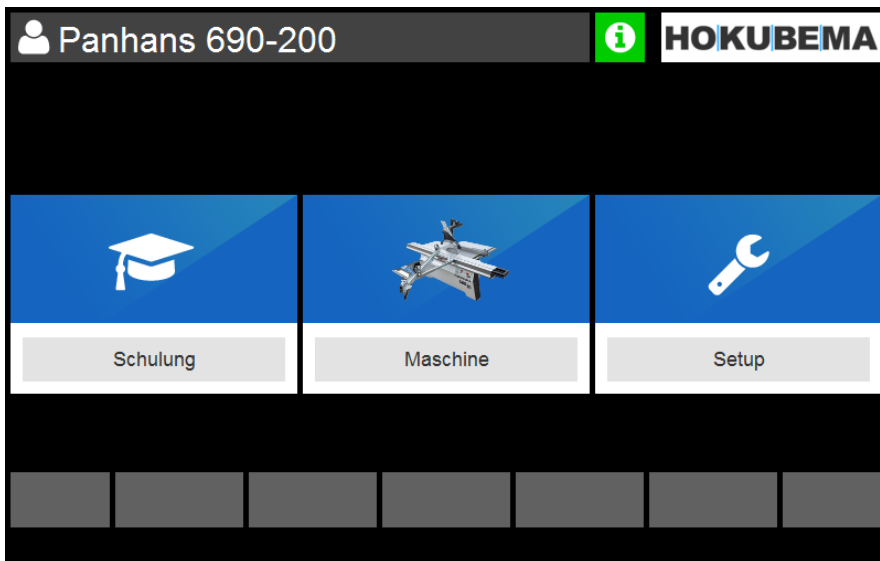 Panhans 690-200
HOKUBEMA
Schulung
Maschine
Setup